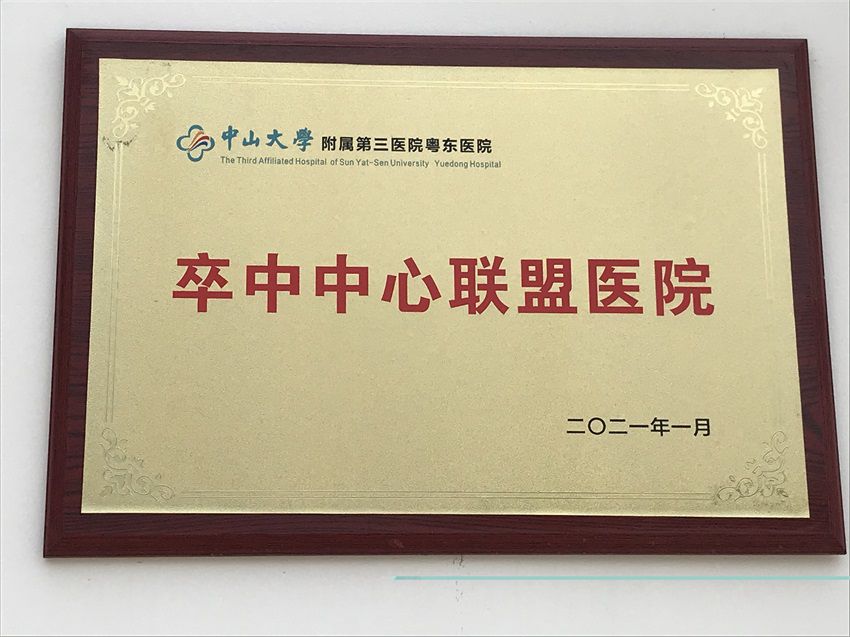 中山大學 附属第三医院粤东医院
The Third Affiliated Hospital of Sun Yat-Sen University Yuedong Hospital
卒中中心联盟医院
二〇二一年一月